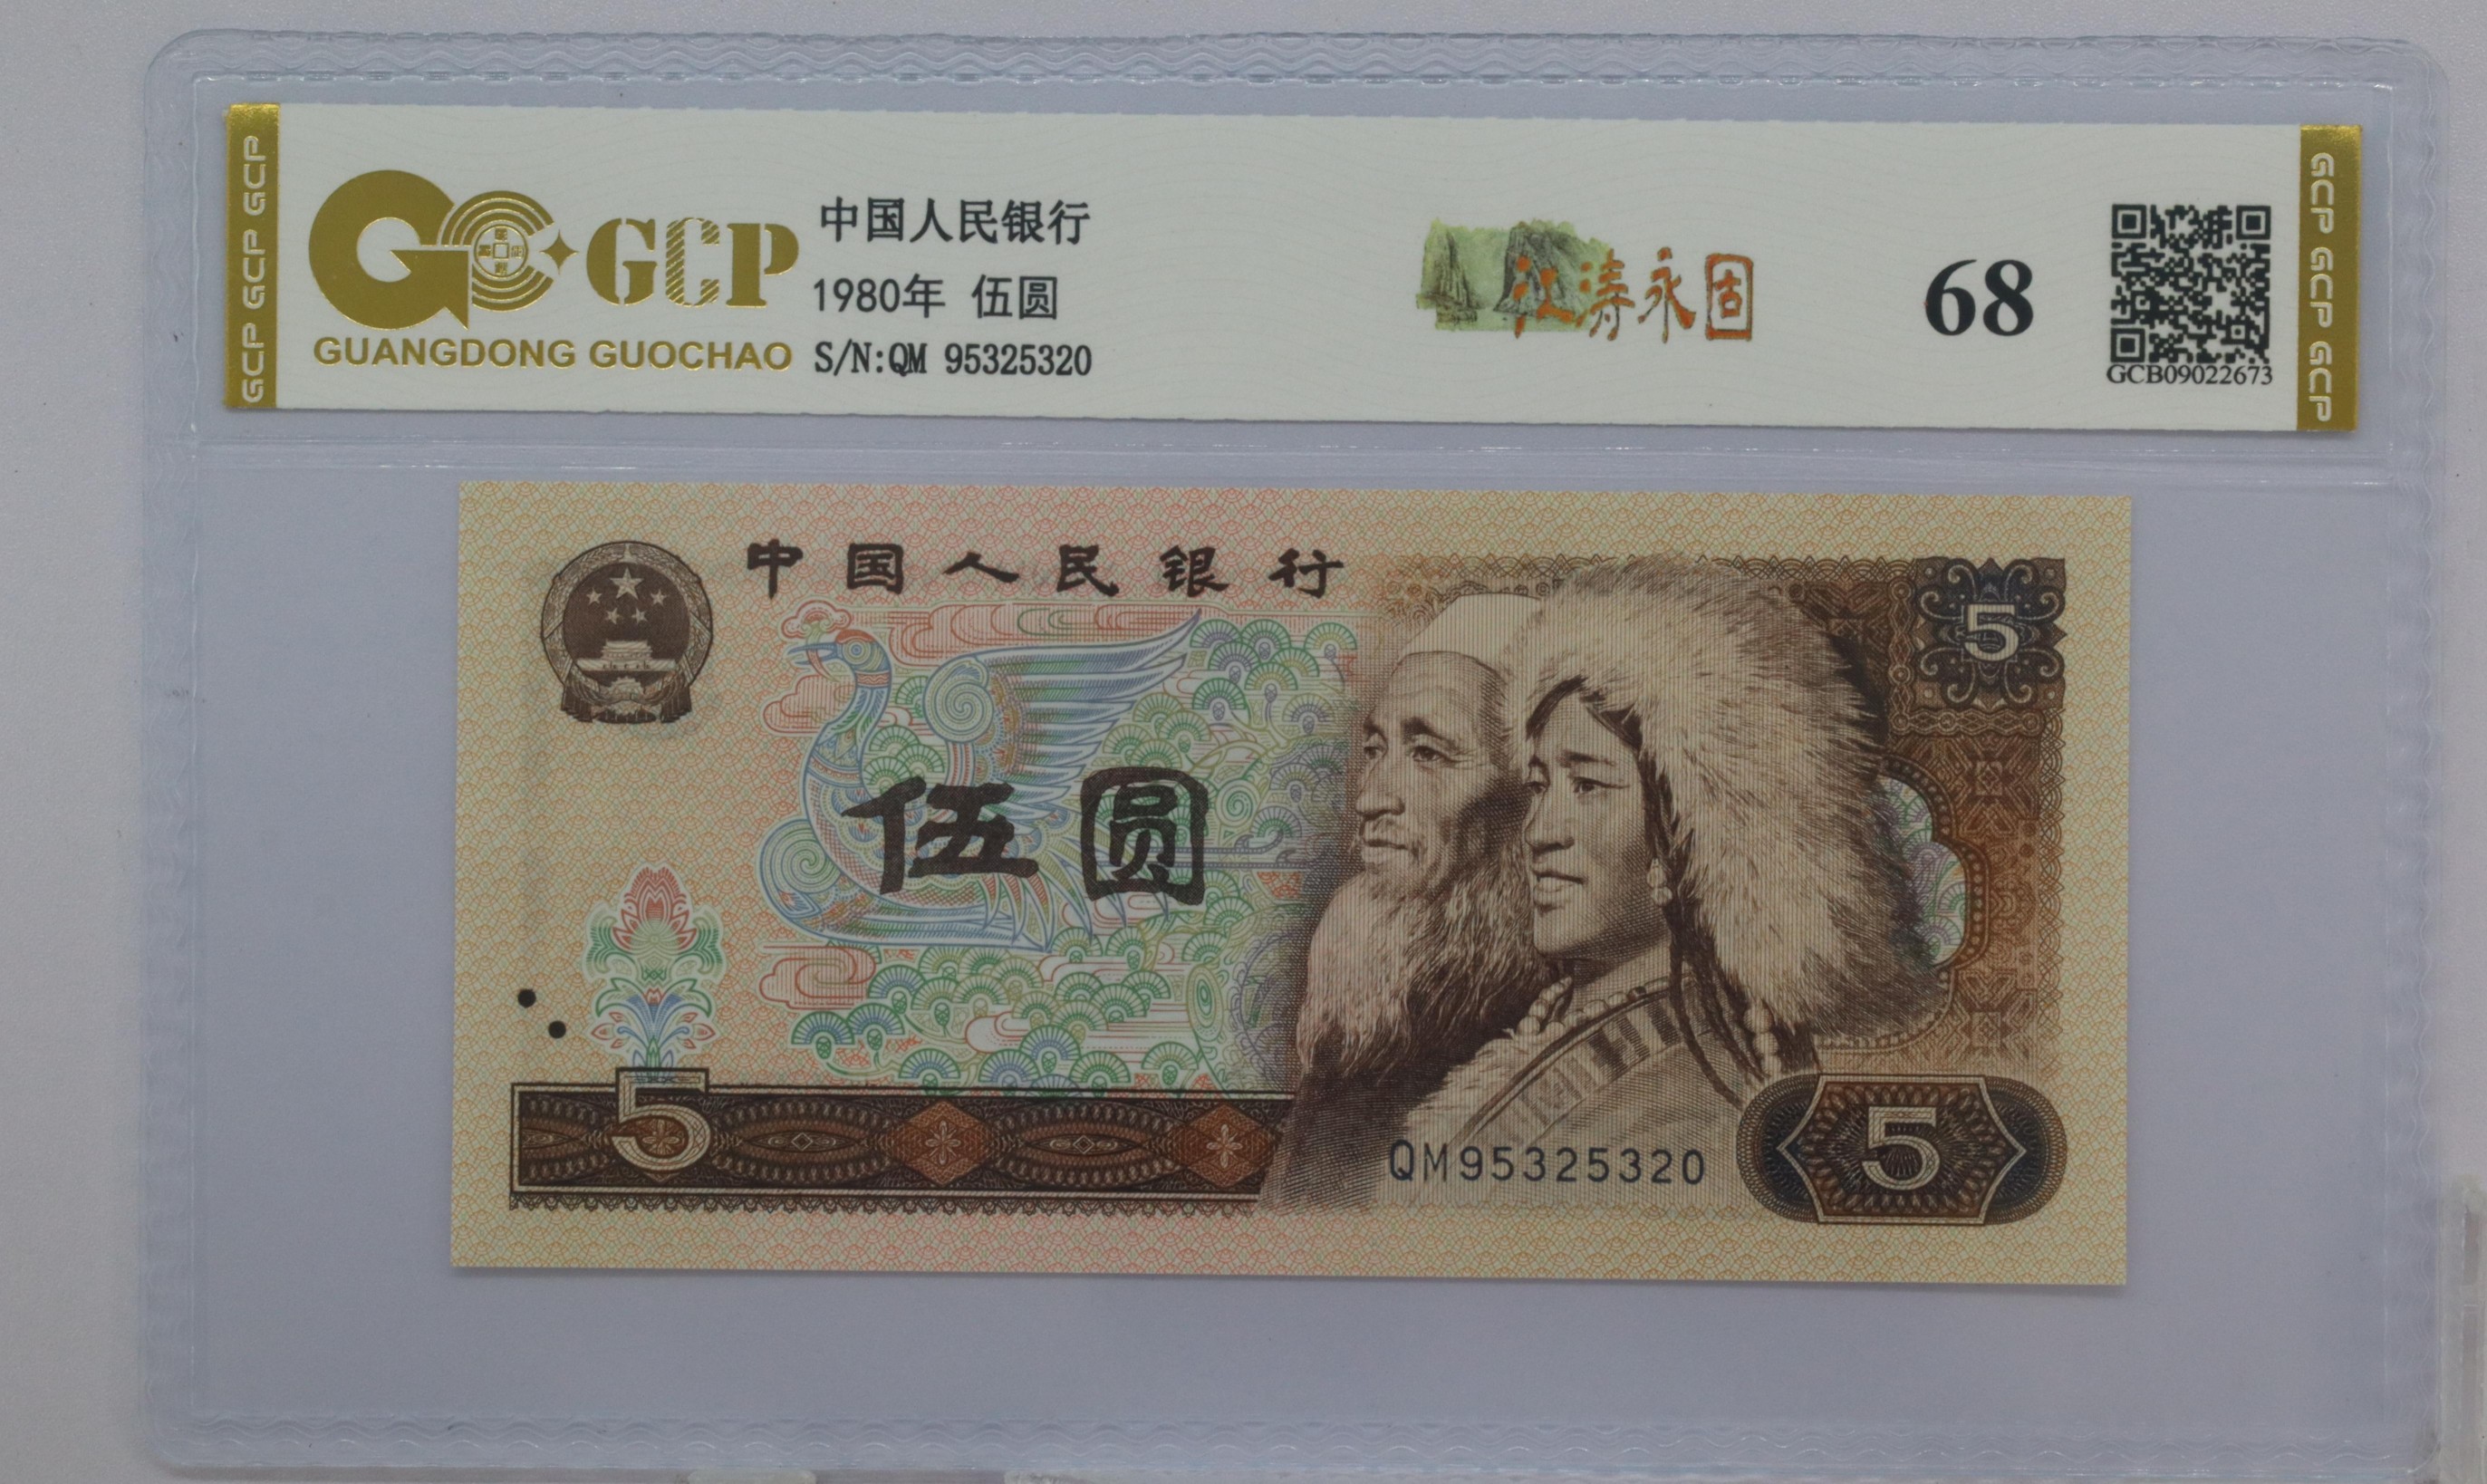 GCP GCP GCP
GCP
GUANGDONG GUOCHAO
中国人民银行
1980年 伍圆
S/N:QM 95325320
江涛永固
68
GCB09022673
GCP GCP GCP
中国人民银行
5
伍圆
5
QM95325320
5